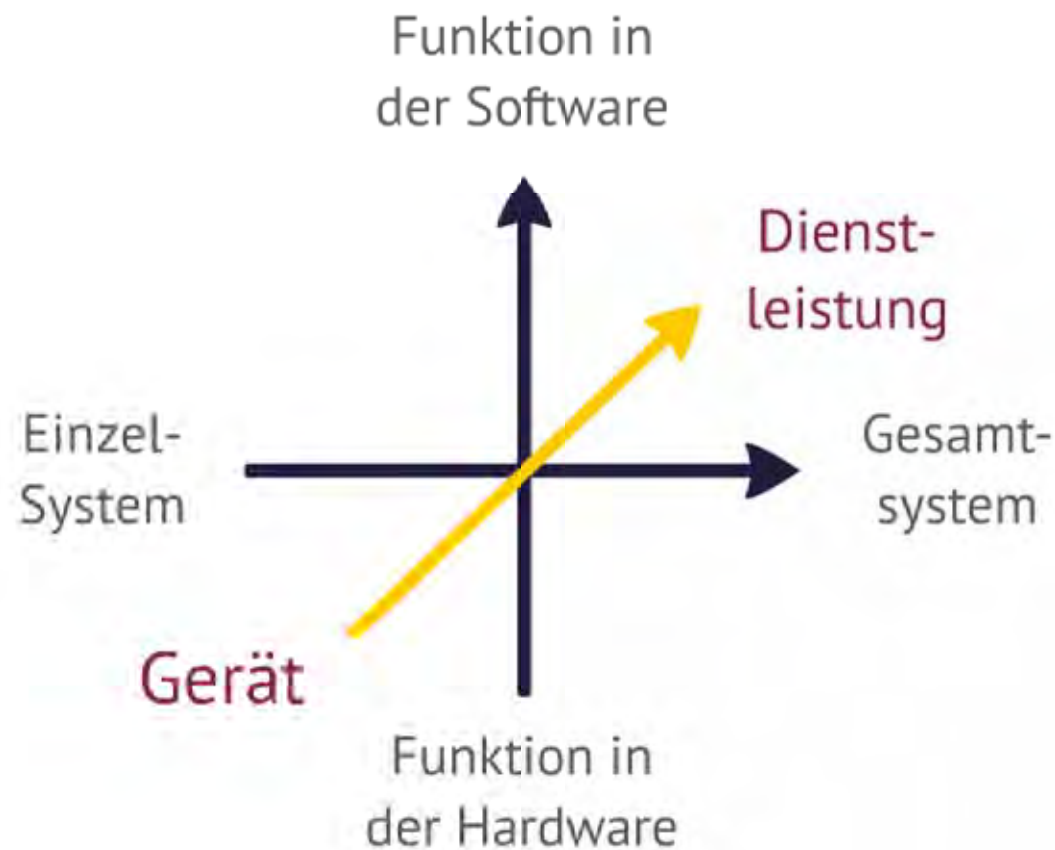 Funktion in
der Software
Dienst-
leistung
Einzel-
System
Gesamt-
system
Gerät
Funktion in
der Hardware